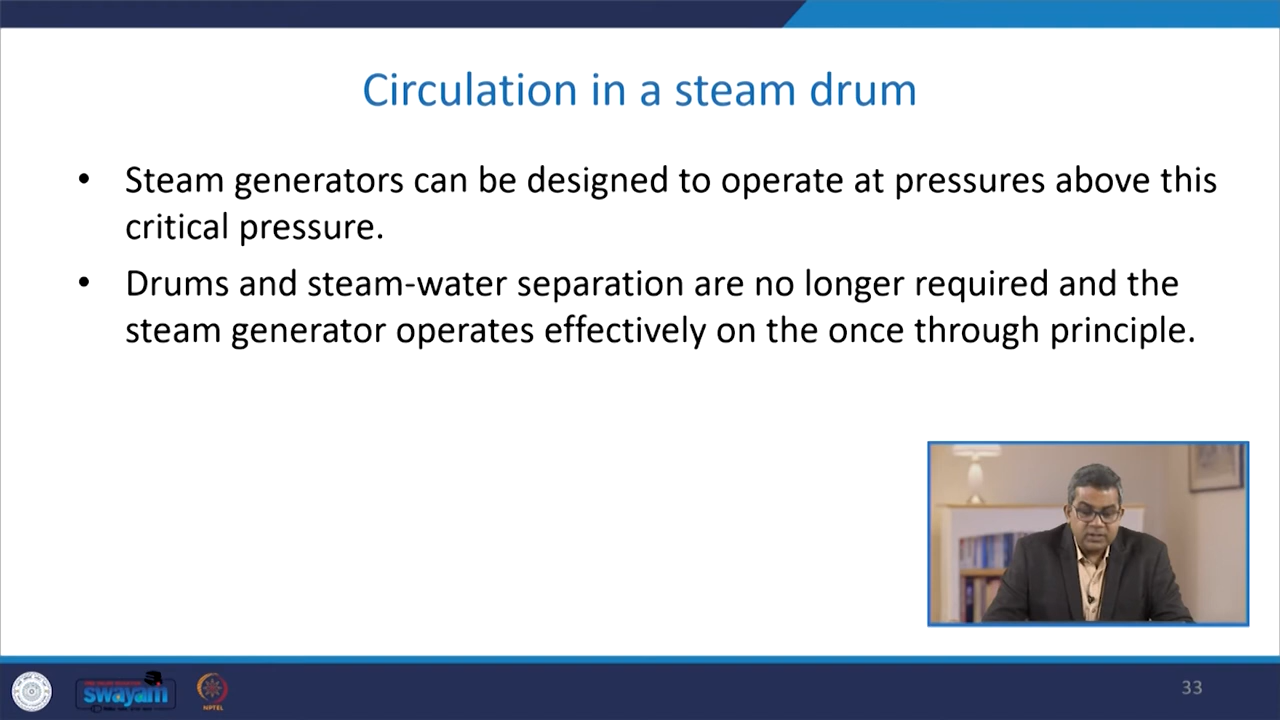 Circulation in a steam drum
• Steam generators can be designed to operate at pressures above this
critical pressure.
• Drums and steam-water separation are no longer required and the
steam generator operates effectively on the once through principle.
swayam
NPTEL
33